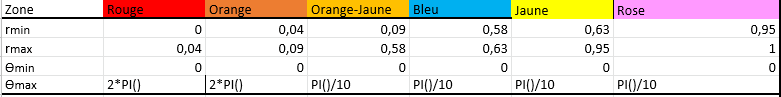 Zone Rouge Orange Orange-Jaune Bleu Jaune Rose
rmin 0 0,04 0,09 0,58 0,63 0,95
rmax 0,04 0,09 0,58 0,63 0,95 1
ϴmin 0 0 0 0 0 0
ϴmax 2*PI() 2*PI() PI()/10 PI()/10 PI()/10 PI()/10